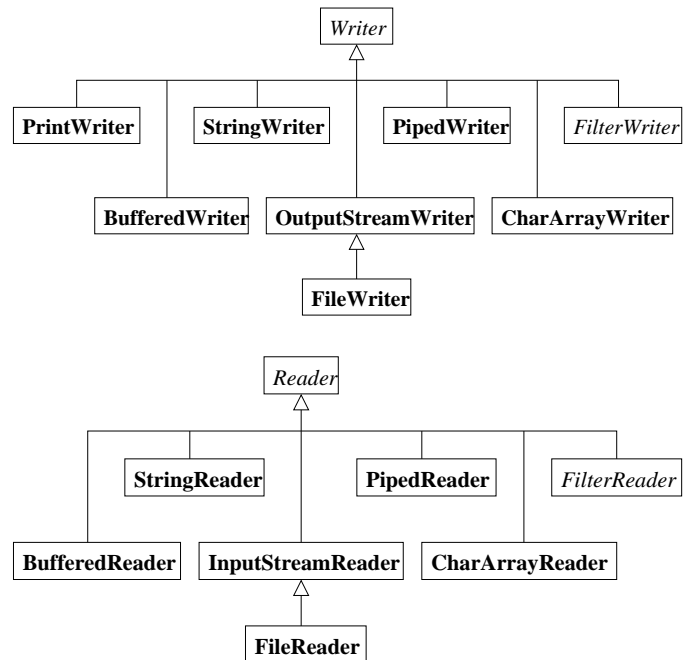 Writer
PrintWriter StringWriter PipedWriter FilterWriter
BufferedWriter OutputStreamWriter CharArrayWriter
FileWriter
Reader
StringReader PipedReader FilterReader
BufferedReader InputStreamReader CharArrayReader
FileReader